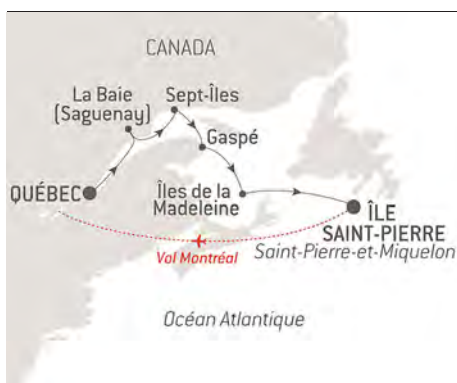 CANADA
La Baie
(Saguenay)
Sept-Îles
Gaspé
QUÉBEC
Îles de la
Madeleine
ÎLE
SAINT-PIERRE
Saint-Pierre-et-Miquelon
Vol Montréal
Océan Atlantique